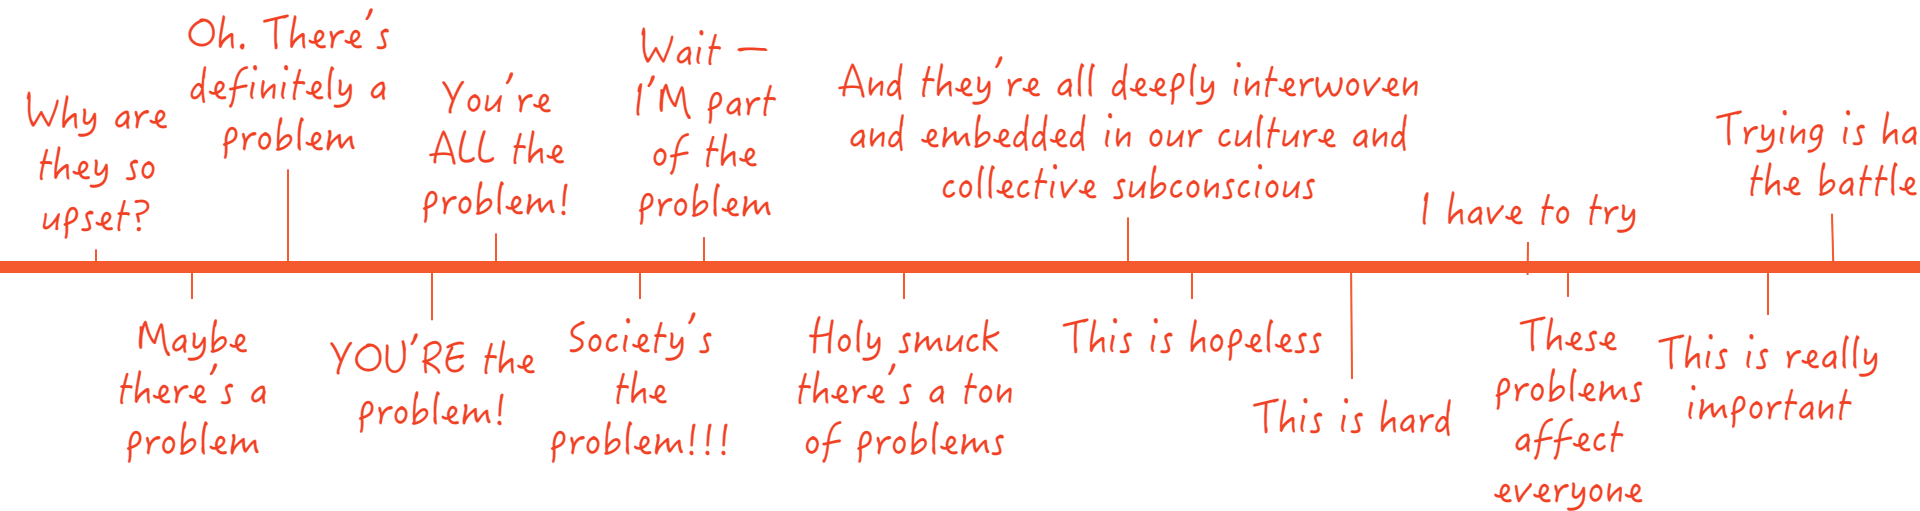 Why are
they so
upset?
Maybe
there's a
problem
Oh. There's
definitely a
problem
YOU'RE the
problem!
You're
ALL the
problem!
Society's
the
problem!!!
Wait –
I'M part
of the
problem
Holy smuck
there's a ton
of problems
And they're all deeply interwoven
and embedded in our culture and
collective subconscious
This is hopeless
This is hard
I have to try
These
problems
affect
everyone
This is really
important
Trying is ha
the battle